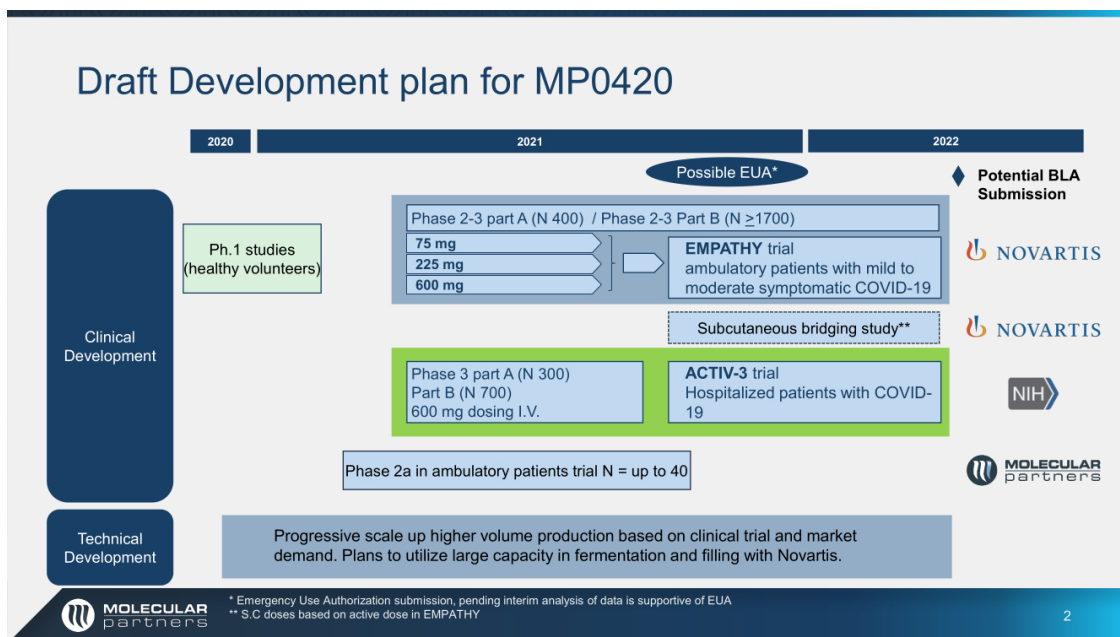 Draft Development plan for MP0420
2020
2021
2022
Possible EUA*
Potential BLA
Submission
Clinical
Development
Ph.1 studies
(healthy volunteers)
Phase 2-3 part A (N 400) / Phase 2-3 Part B (N ≥1700)
75 mg
225 mg
600 mg
EMPATHY trial
ambulatory patients with mild to
moderate symptomatic COVID-19
NOVARTIS
Subcutaneous bridging study**
NOVARTIS
Phase 3 part A (N 300)
Part B (N 700)
600 mg dosing I.V.
ACTIV-3 trial
Hospitalized patients with COVID-
19
NIH
Phase 2a in ambulatory patients trial N = up to 40
MOLECULAR
partners
Technical
Development
Progressive scale up higher volume production based on clinical trial and market
demand. Plans to utilize large capacity in fermentation and filling with Novartis.
MOLECULAR
partners
* Emergency Use Authorization submission, pending interim analysis of data is supportive of EUA
** S.C doses based on active dose in EMPATHY
2